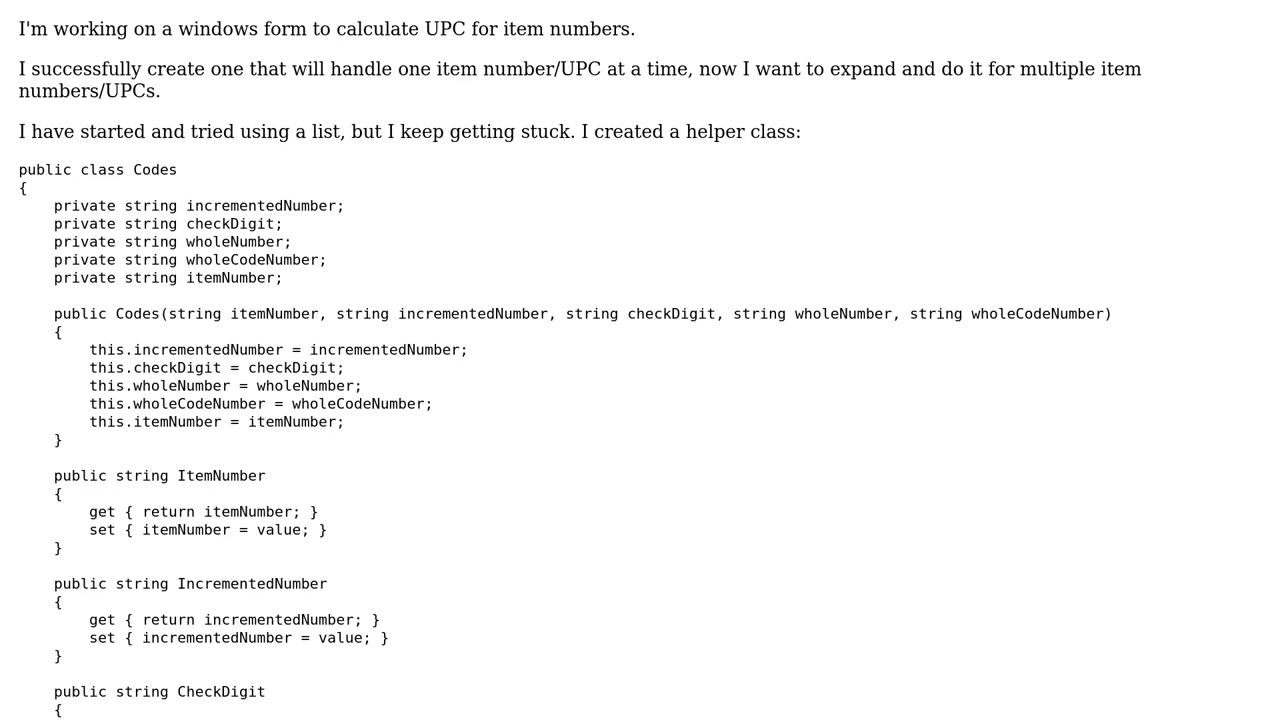 I'm working on a windows form to calculate UPC for item numbers.
I successfully create one that will handle one item number/UPC at a time, now I want to expand and do it for multiple item
numbers/UPCs.
I have started and tried using a list, but I keep getting stuck. I created a helper class:
public class Codes
{
    private string incrementedNumber;
    private string checkDigit;
    private string wholeNumber;
    private string wholeCodeNumber;
    private string itemNumber;
    public Codes(string itemNumber, string incrementedNumber, string checkDigit, string wholeNumber, string wholeCodeNumber)
    {
        this.incrementedNumber = incrementedNumber;
        this.checkDigit = checkDigit;
        this.wholeNumber = wholeNumber;
        this.wholeCodeNumber = wholeCodeNumber;
        this.itemNumber = itemNumber;
    }
    public string ItemNumber
    {
        get { return itemNumber; }
        set { itemNumber = value; }
    }
    public string IncrementedNumber
    {
        get { return incrementedNumber; }
        set { incrementedNumber = value; }
    }
    public string CheckDigit
    {